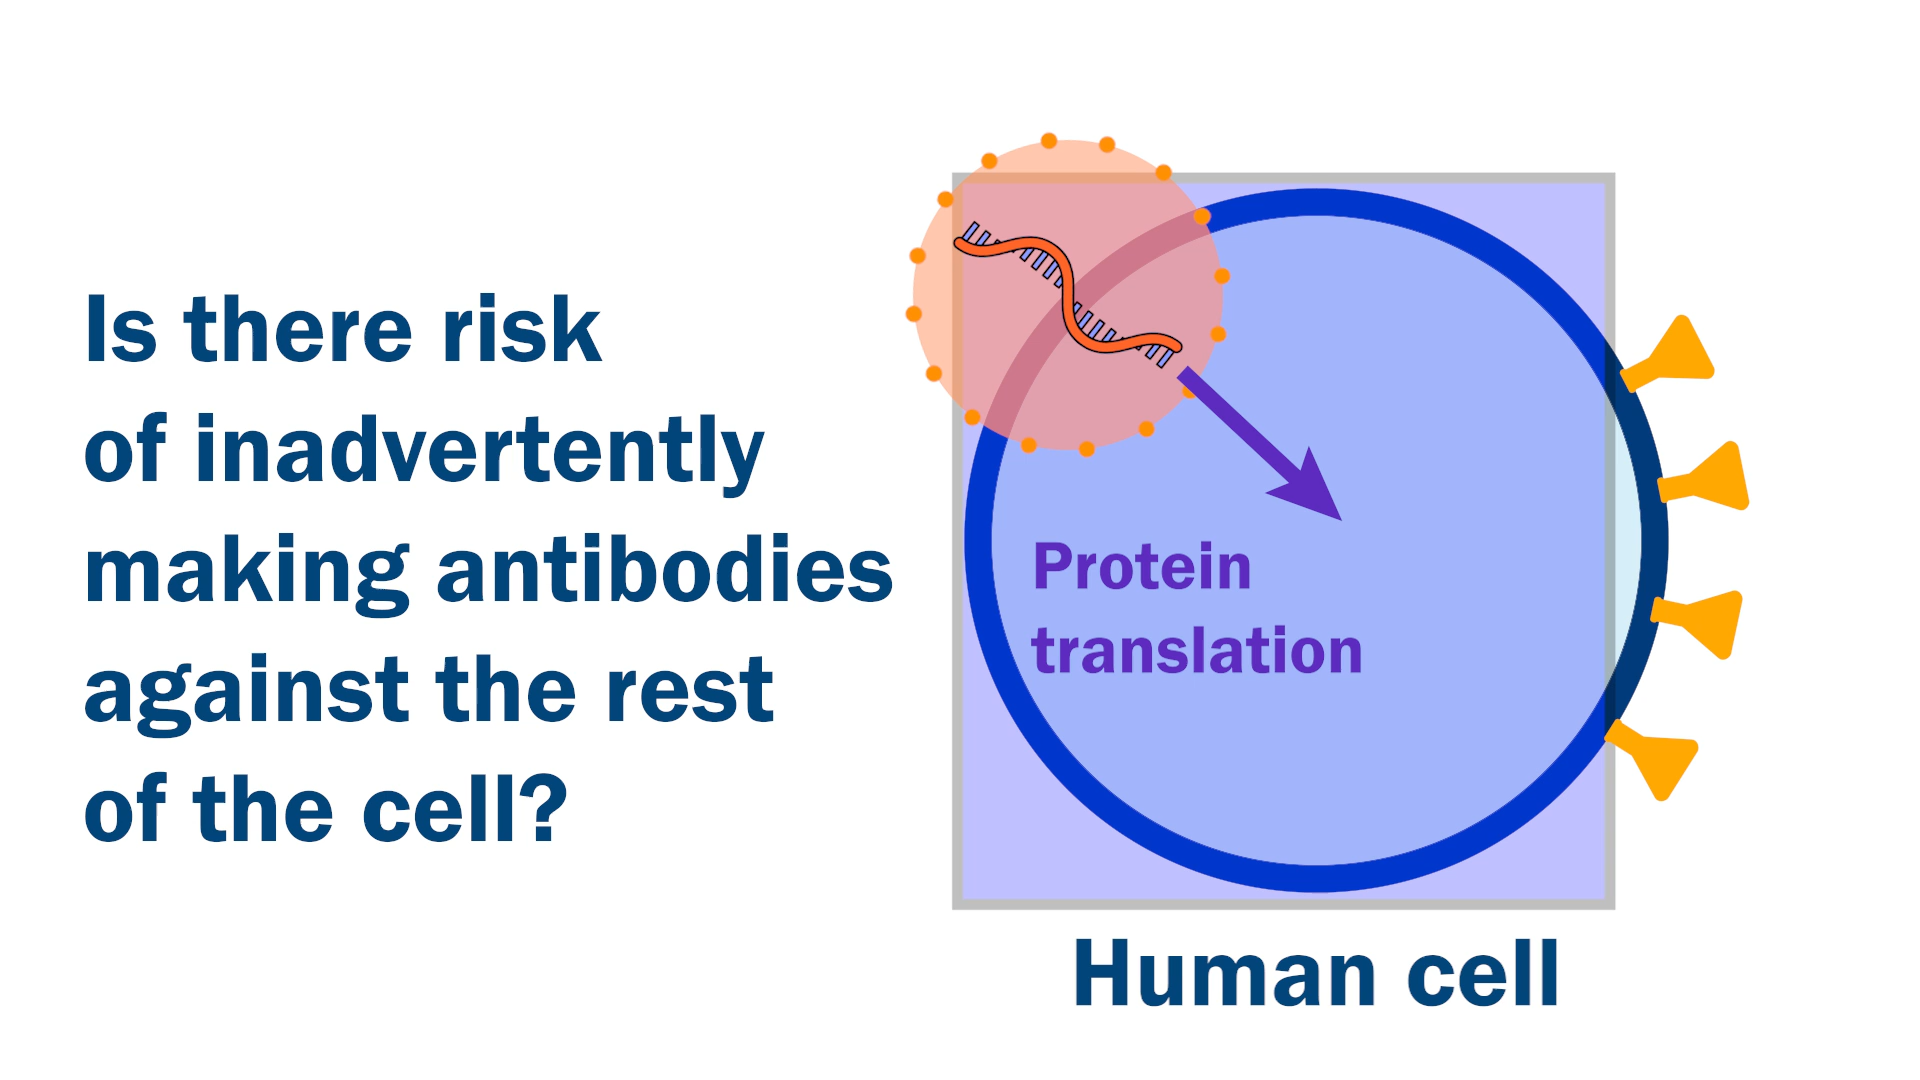 Is there risk
of inadvertently
making antibodies
against the rest
of the cell?
Protein
translation
Human cell